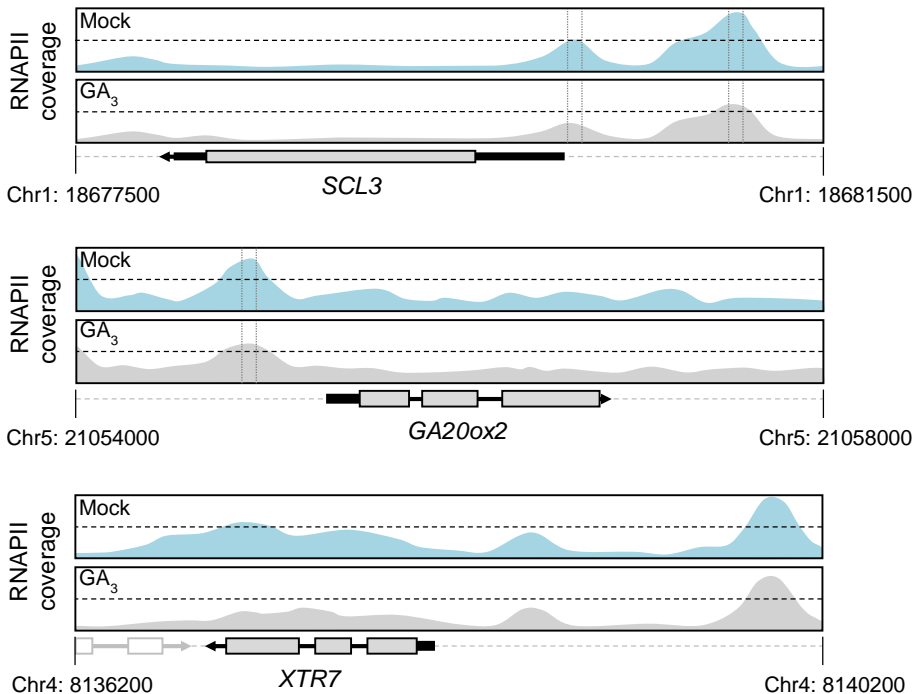 RNAPII
coverage
Mock
GA3
SCL3
Chr1: 18677500
Chr1: 18681500
RNAPII
coverage
Mock
GA3
GA20ox2
Chr5: 21054000
Chr5: 21058000
RNAPII
coverage
Mock
GA3
XTR7
Chr4: 8136200
Chr4: 8140200